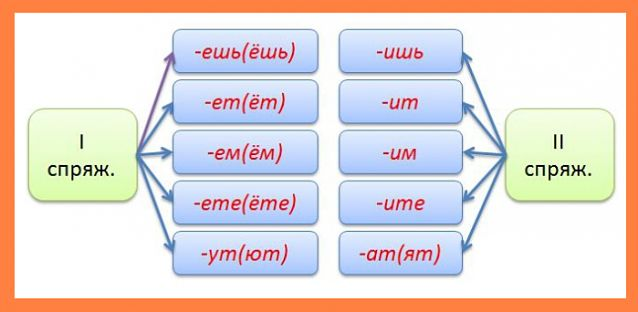 I
спряж.
-ешь(ёшь)
-ет(ёт)
-ем(ём)
-ете(ёте)
-ут(ют)
-ишь
-ит
-им
-ите
-ат(ят)
II
спряж.